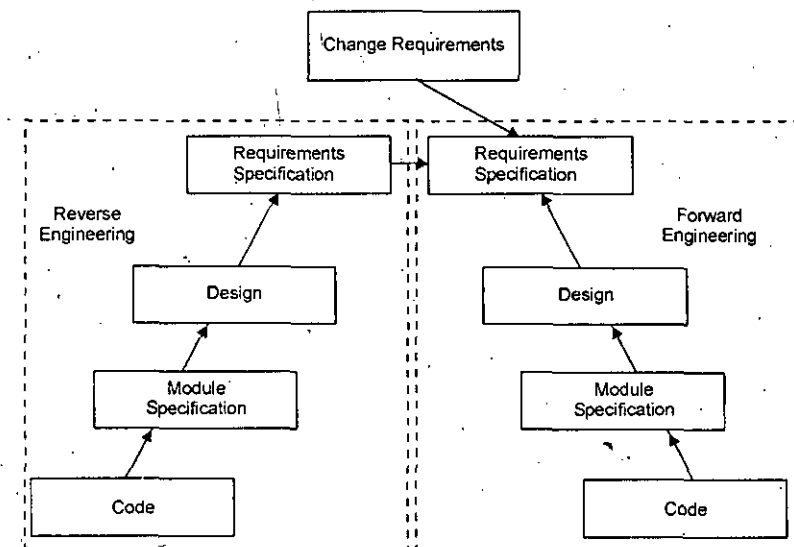 Change Requirements
Requirements
Specification
Requirements
Specification
Reverse
Engineering
Forward
Engineering
Design
Design
Module
Specification
Module
Specification
Code
Code